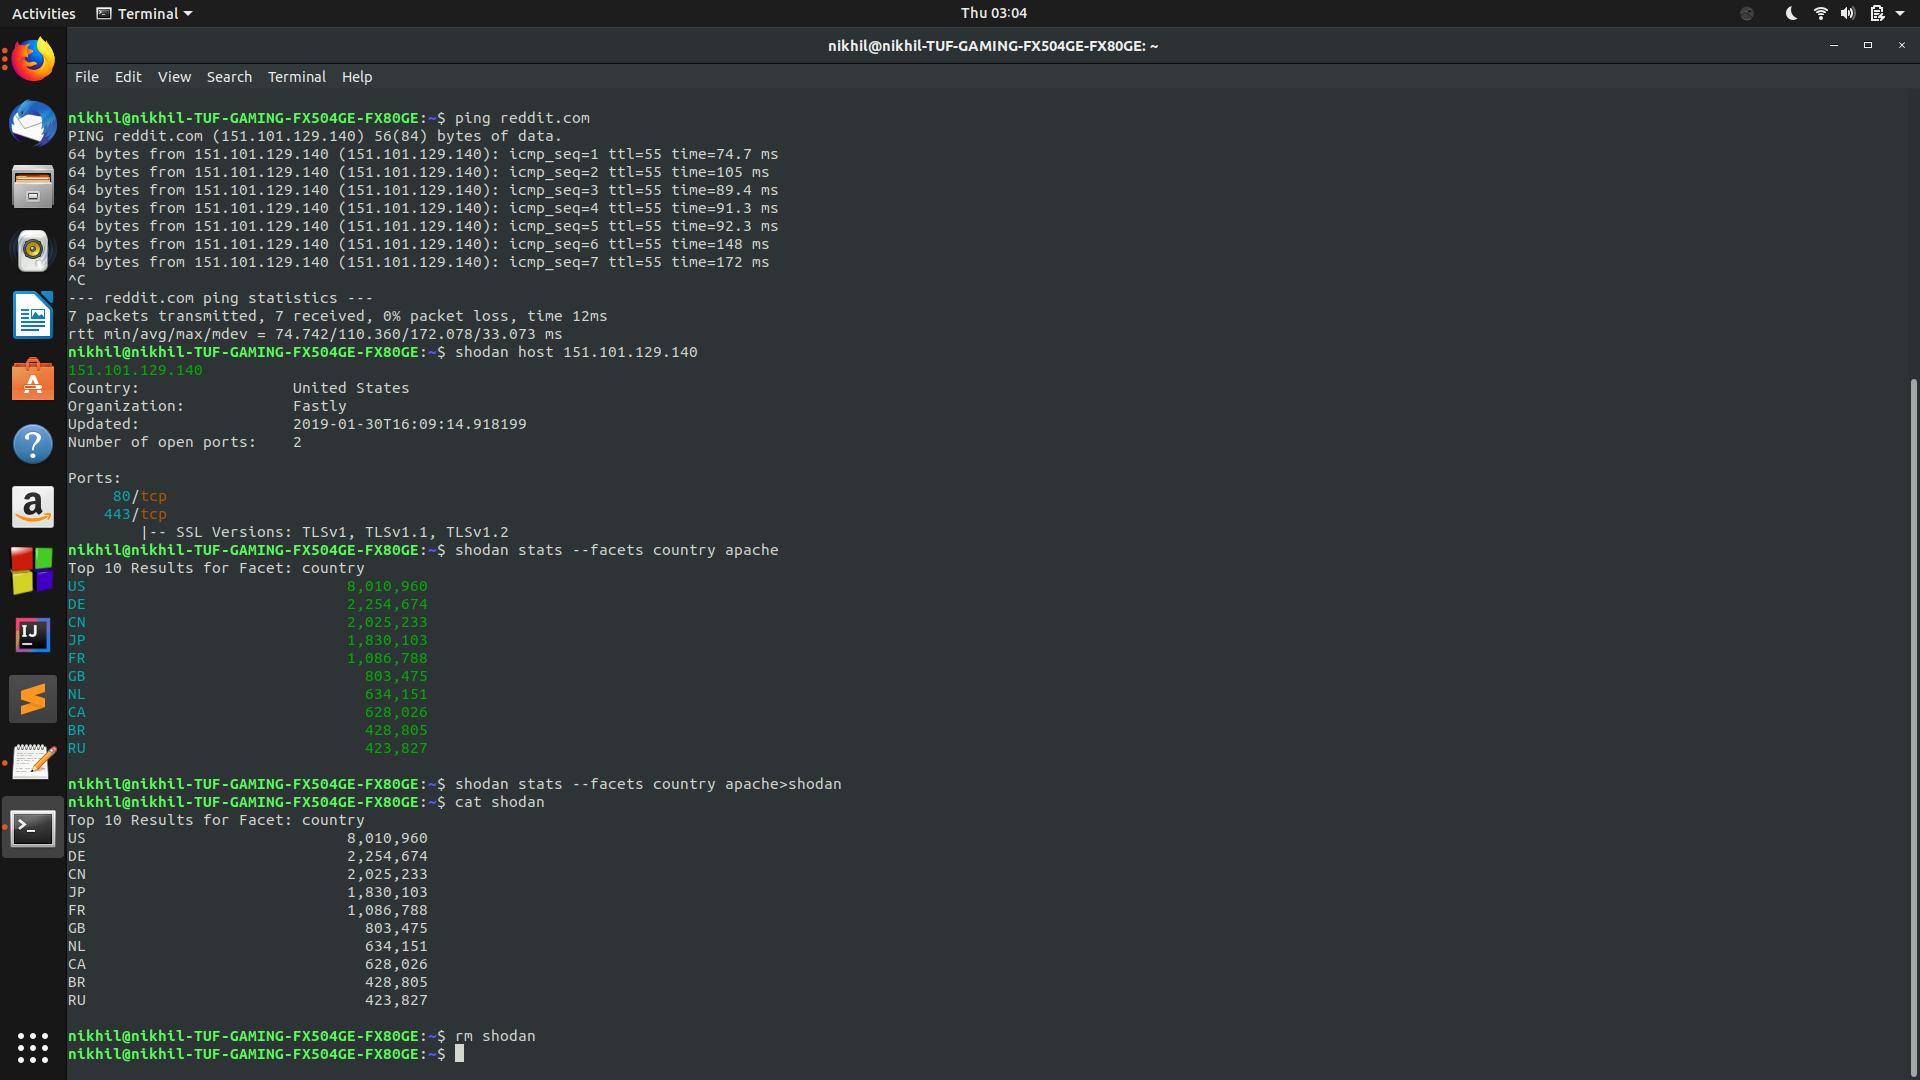 Activities Terminal Thu 03:04
nikhil@nikhil-TUF-GAMING-FX504GE-FX80GE: ~
File Edit View Search Terminal Help
nikhil@nikhil-TUF-GAMING-FX504GE-FX80GE:~$ ping reddit.com
PING reddit.com (151.101.129.140) 56(84) bytes of data.
64 bytes from 151.101.129.140 (151.101.129.140): icmp_seq=1 ttl=55 time=74.7 ms
64 bytes from 151.101.129.140 (151.101.129.140): icmp_seq=2 ttl=55 time=105 ms
64 bytes from 151.101.129.140 (151.101.129.140): icmp_seq=3 ttl=55 time=89.4 ms
64 bytes from 151.101.129.140 (151.101.129.140): icmp_seq=4 ttl=55 time=91.3 ms
64 bytes from 151.101.129.140 (151.101.129.140): icmp_seq=5 ttl=55 time=92.3 ms
64 bytes from 151.101.129.140 (151.101.129.140): icmp_seq=6 ttl=55 time=148 ms
64 bytes from 151.101.129.140 (151.101.129.140): icmp_seq=7 ttl=55 time=172 ms
^C
--- reddit.com ping statistics ---
7 packets transmitted, 7 received, 0% packet loss, time 12ms
rtt min/avg/max/mdev = 74.742/110.360/172.078/33.073 ms
nikhil@nikhil-TUF-GAMING-FX504GE-FX80GE:~$ shodan host 151.101.129.140
151.101.129.140
Country: United States
Organization: Fastly
Updated: 2019-01-30T16:09:14.918199
Number of open ports: 2
Ports:
80/tcp
443/tcp
|-- SSL Versions: TLSv1, TLSv1.1, TLSv1.2
nikhil@nikhil-TUF-GAMING-FX504GE-FX80GE:~$ shodan stats --facets country apache
Top 10 Results for Facet: country
US 8,010,960
DE 2,254,674
CN 2,025,233
JP 1,830,103
FR 1,086,788
GB 803,475
NL 634,151
CA 628,026
BR 428,805
RU 423,827
nikhil@nikhil-TUF-GAMING-FX504GE-FX80GE:~$ shodan stats --facets country apache>shodan
nikhil@nikhil-TUF-GAMING-FX504GE-FX80GE:~$ cat shodan
Top 10 Results for Facet: country
US 8,010,960
DE 2,254,674
CN 2,025,233
JP 1,830,103
FR 1,086,788
GB 803,475
NL 634,151
CA 628,026
BR 428,805
RU 423,827
nikhil@nikhil-TUF-GAMING-FX504GE-FX80GE:~$ rm shodan
nikhil@nikhil-TUF-GAMING-FX504GE-FX80GE:~$